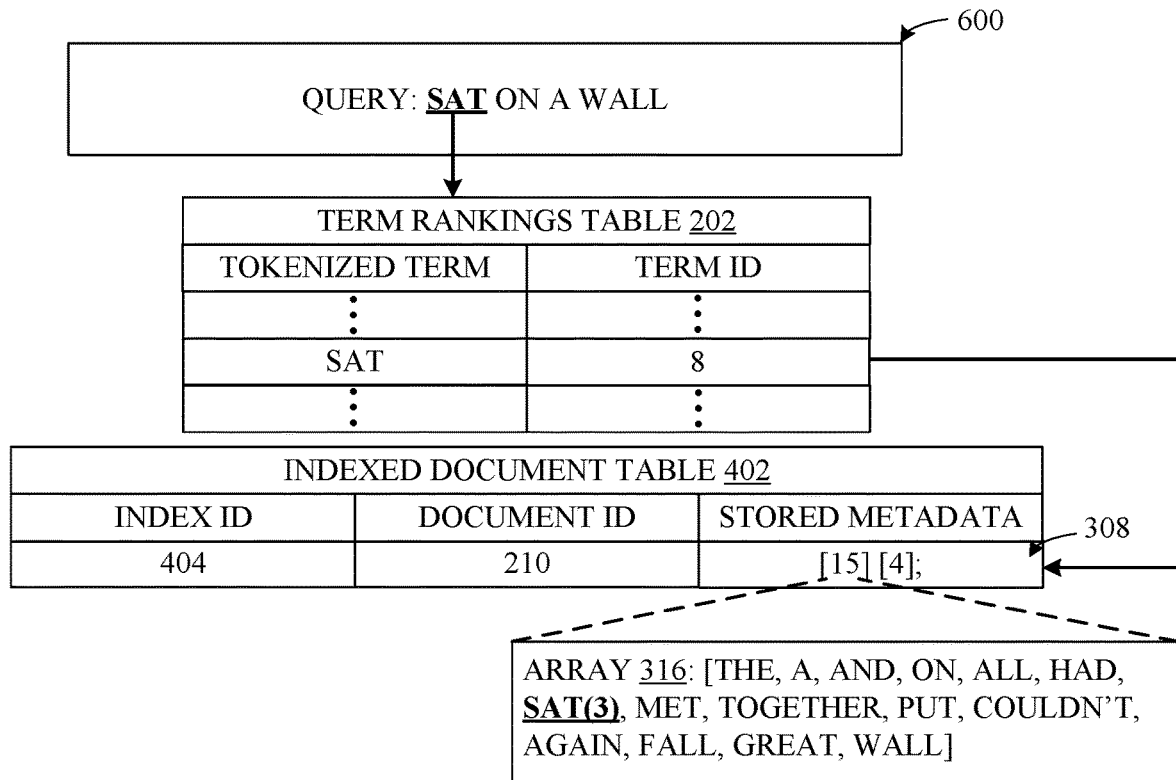 600
QUERY: SAT ON A WALL
TERM RANKINGS TABLE 202
TOKENIZED TERM TERM ID
SAT 8
INDEXED DOCUMENT TABLE 402
INDEX ID DOCUMENT ID STORED METADATA
308
404 210 [15] [4];
ARRAY 316: [THE, A, AND, ON, ALL, HAD,
SAT(3), MET, TOGETHER, PUT, COULDN'T,
AGAIN, FALL, GREAT, WALL]